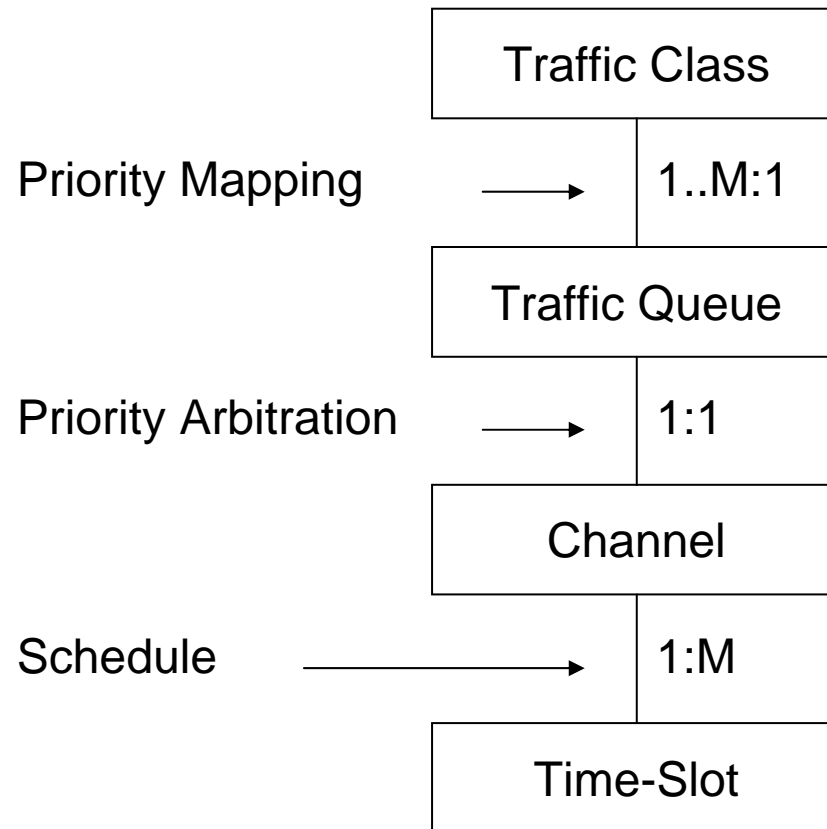 Traffic Class
Priority Mapping
1..M:1
Traffic Queue
Priority Arbitration
1:1
Channel
Schedule
1:M
Time-Slot